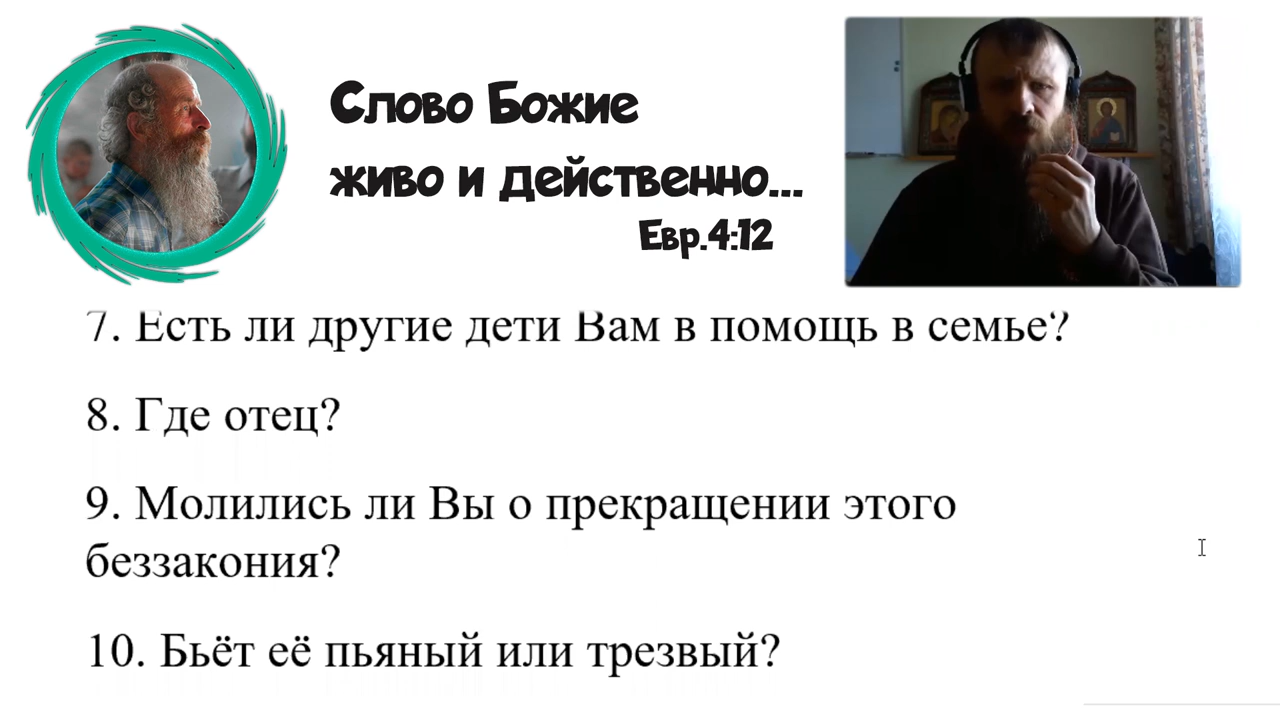 Слово Божие
живо и действенно...
Евр.4:12
7. Есть ли другие дети Вам в помощь в семье?
8. Где отец?
9. Молились ли Вы о прекращении этого
беззакония?
10. Бьёт её пьяный или трезвый?